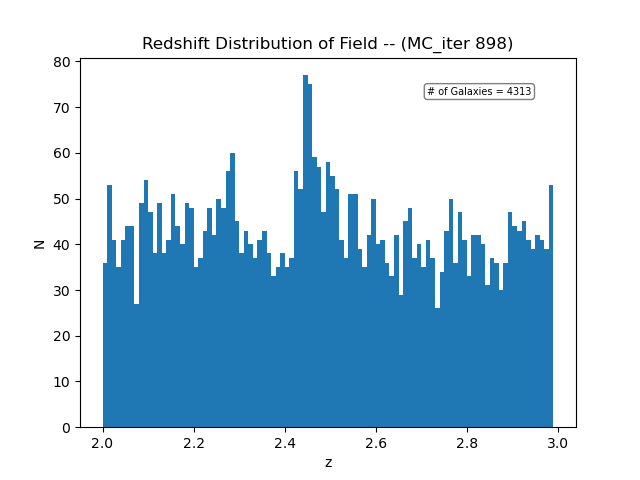 Redshift Distribution of Field -- (MC_iter 898)
# of Galaxies = 4313
80
70
60
50
40
30
20
10
0
N
2.0 2.2 2.4 2.6 2.8 3.0
z